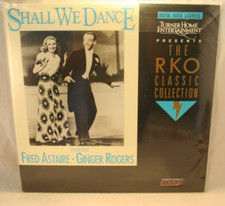 SHALL WE DANCE
FRED ASTAIRE · GINGER ROGERS
TURNER HOME
ENTERTAINMENT
PRESENTS
THE
RKO
CLASSIC
COLLECTION